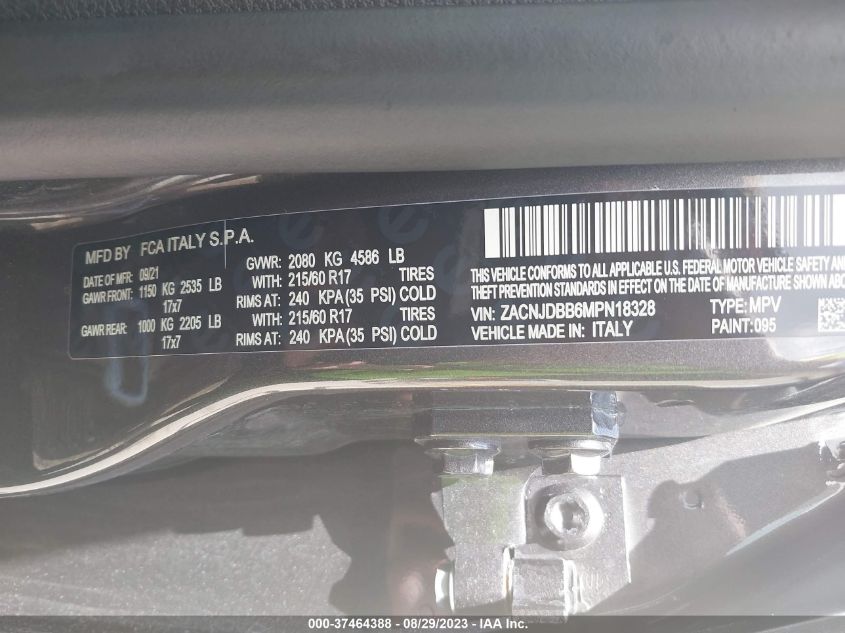 MFD BY FCA ITALY S.P.A.
DATE OF MFR 09/21 GVWR: 2080 KG 4586 LB
GAWR FRONT: 1150 KG 2535 LB WITH: 215/60 R17 TIRES
17x7 RIMS AT: 240 KPA(35 PSI) COLD
GAWR REAR: 1000 KG 2205 LB WITH: 215/60 R17 TIRES
17x7 RIMS AT: 240 KPA(35 PSI) COLD
THIS VEHICLE CONFORMS TO ALL APPLICABLE U.S. FEDERAL MOTOR VEHICLE SAFETY AND
THEFT PREVENTION STANDARDS IN EFFECT ON THE DATE OF MANUFACTURE SHOWN ABOV
VIN: ZACNJDBB6MPN18328 TYPE: MPV
VEHICLE MADE IN: ITALY PAINT: 095
000-37464388 - 08/29/2023 - IAA Inc.